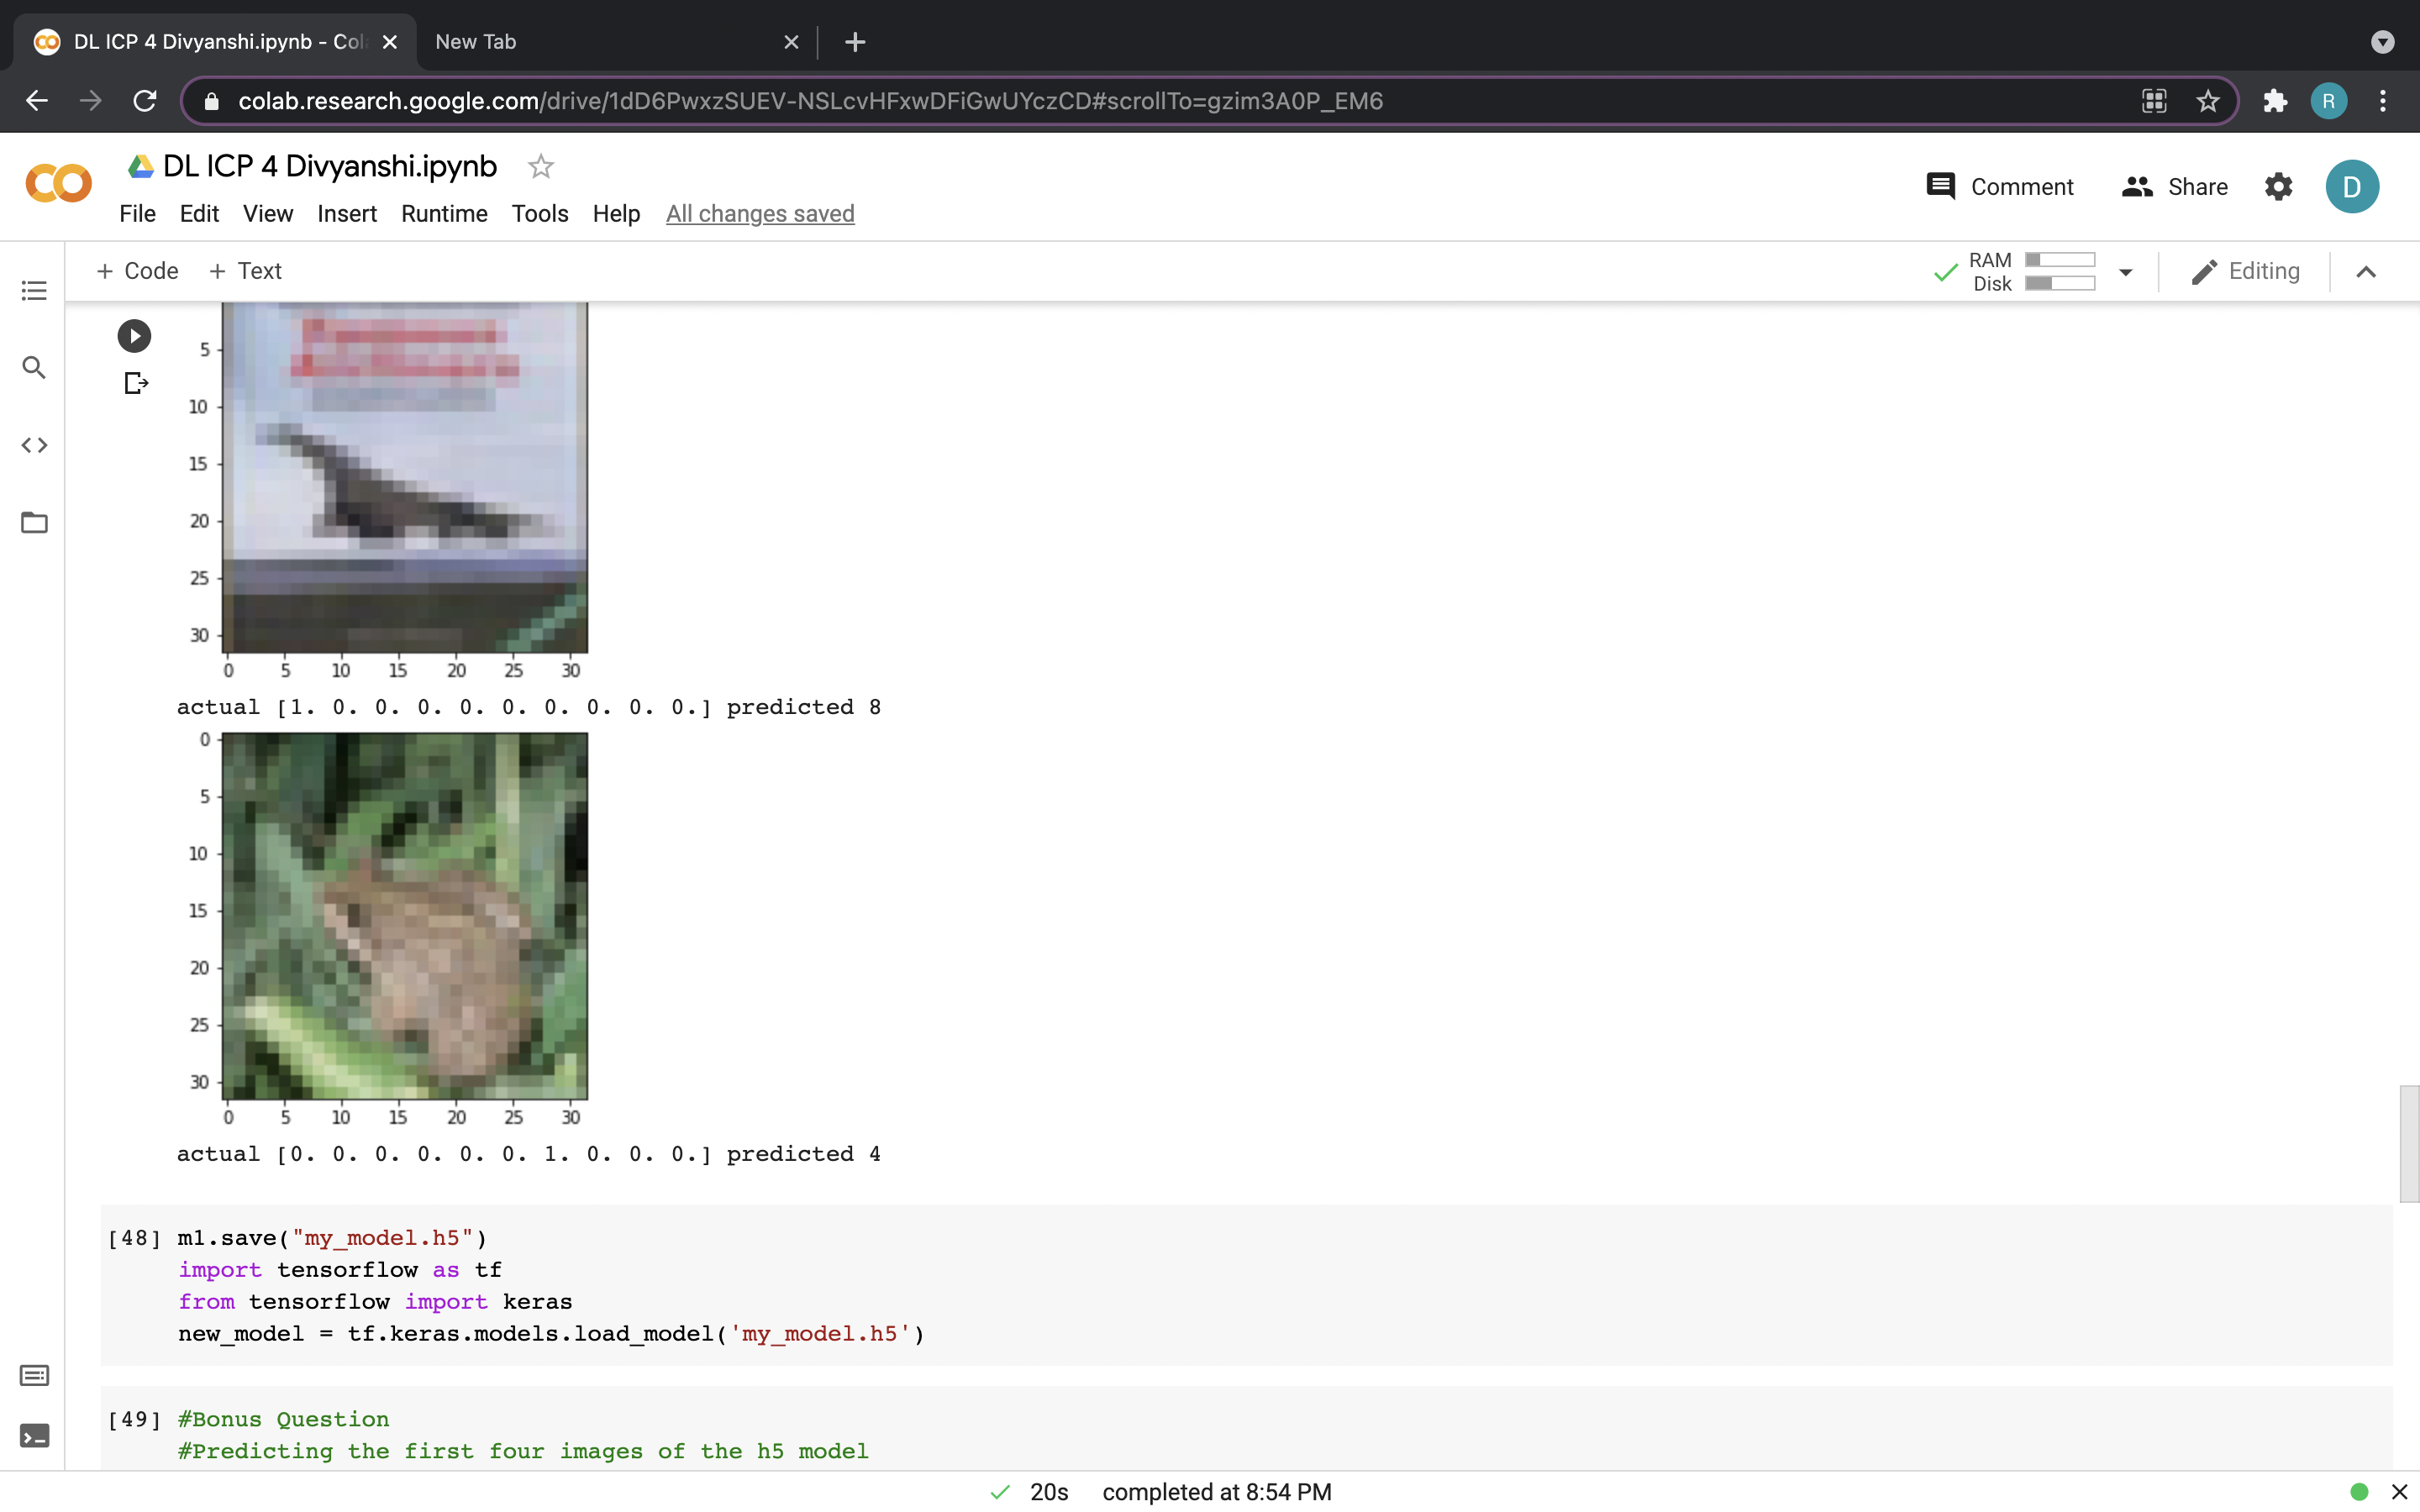 DL ICP 4 Divyanshi.ipynb - Col
New Tab
colab.research.google.com/drive/1dD6PwxzSUEV-NSLcvHFxwDFiGwUYczCD#scrollTo=gzim3A0P_EM6
R
DL ICP 4 Divyanshi.ipynb
File Edit View Insert Runtime Tools Help All changes saved
Comment Share D
+ Code + Text
RAM
Disk
Editing
5
10
15
20
25
30
0 5 10 15 20 25 30
actual [1. 0. 0. 0. 0. 0. 0. 0. 0. 0.] predicted 8
0
5
10
15
20
25
30
0 5 10 15 20 25 30
actual [0. 0. 0. 0. 0. 0. 1. 0. 0. 0.] predicted 4
[48] m1.save("my_model.h5")
import tensorflow as tf
from tensorflow import keras
new_model = tf.keras.models.load_model('my_model.h5')
[49] #Bonus Question
#Predicting the first four images of the h5 model
20s completed at 8:54 PM